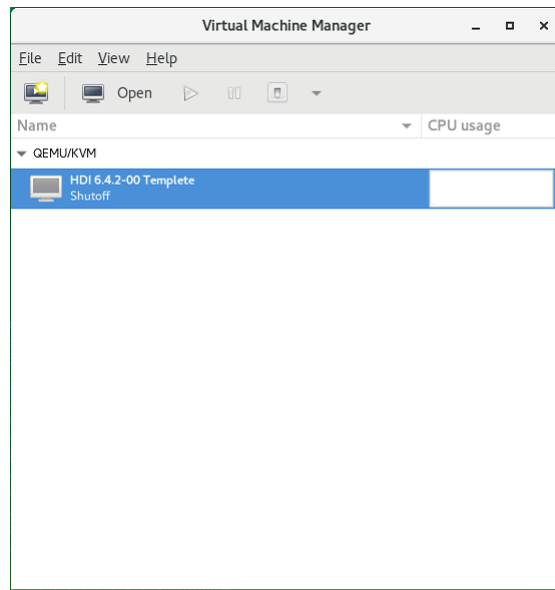 Virtual Machine Manager
File Edit View Help
Open
Name CPU usage
QEMU/KVM
HDI 6.4.2-00 Templete
Shutoff